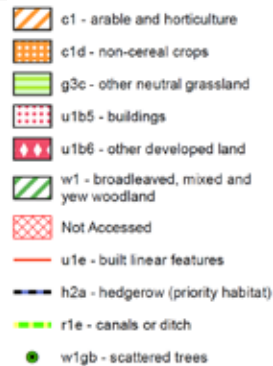 c1 - arable and horticulture
c1d - non-cereal crops
g3c - other neutral grassland
u1b5 - buildings
u1b6 - other developed land
w1 - broadleaved, mixed and
yew woodland
Not Accessed
u1e - built linear features
h2a - hedgerow (priority habitat)
r1e - canals or ditch
w1gb - scattered trees